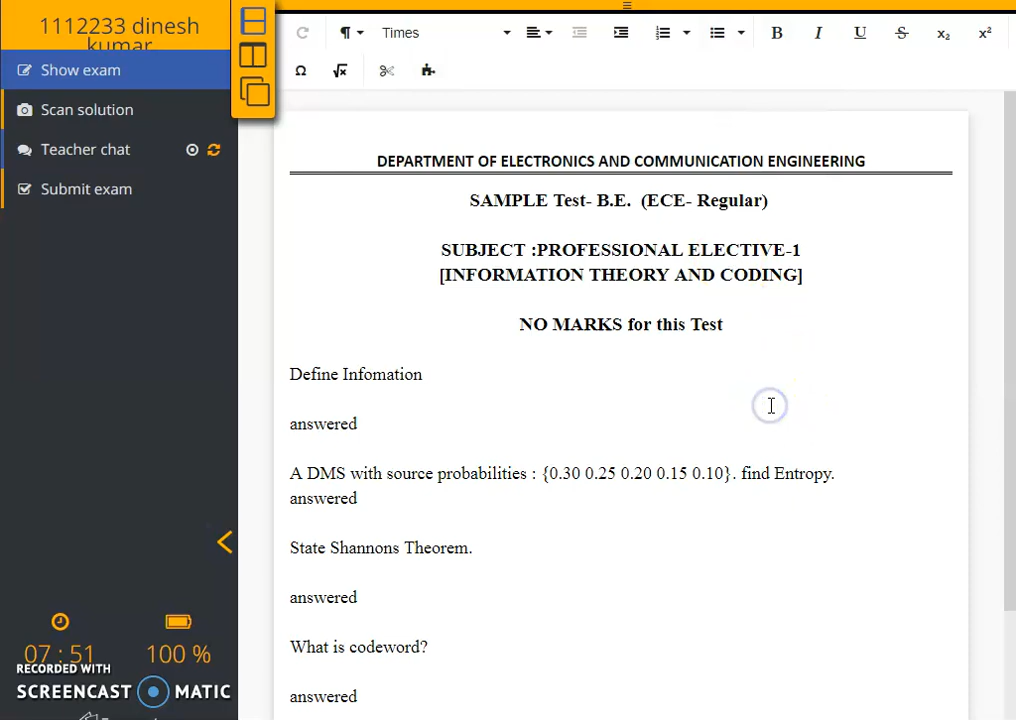 1112233 dinesh
kumar
Show exam
Scan solution
Teacher chat
Submit exam
07 : 51
100 %
RECORDED WITH
SCREENCAST MATIC
¶
Times
B I U S x₂ x²
Ω √x
DEPARTMENT OF ELECTRONICS AND COMMUNICATION ENGINEERING
SAMPLE Test- B.E. (ECE- Regular)
SUBJECT :PROFESSIONAL ELECTIVE-1
[INFORMATION THEORY AND CODING]
NO MARKS for this Test
Define Infomation
answered
A DMS with source probabilities : {0.30 0.25 0.20 0.15 0.10}. find Entropy.
answered
State Shannons Theorem.
answered
What is codeword?
answered